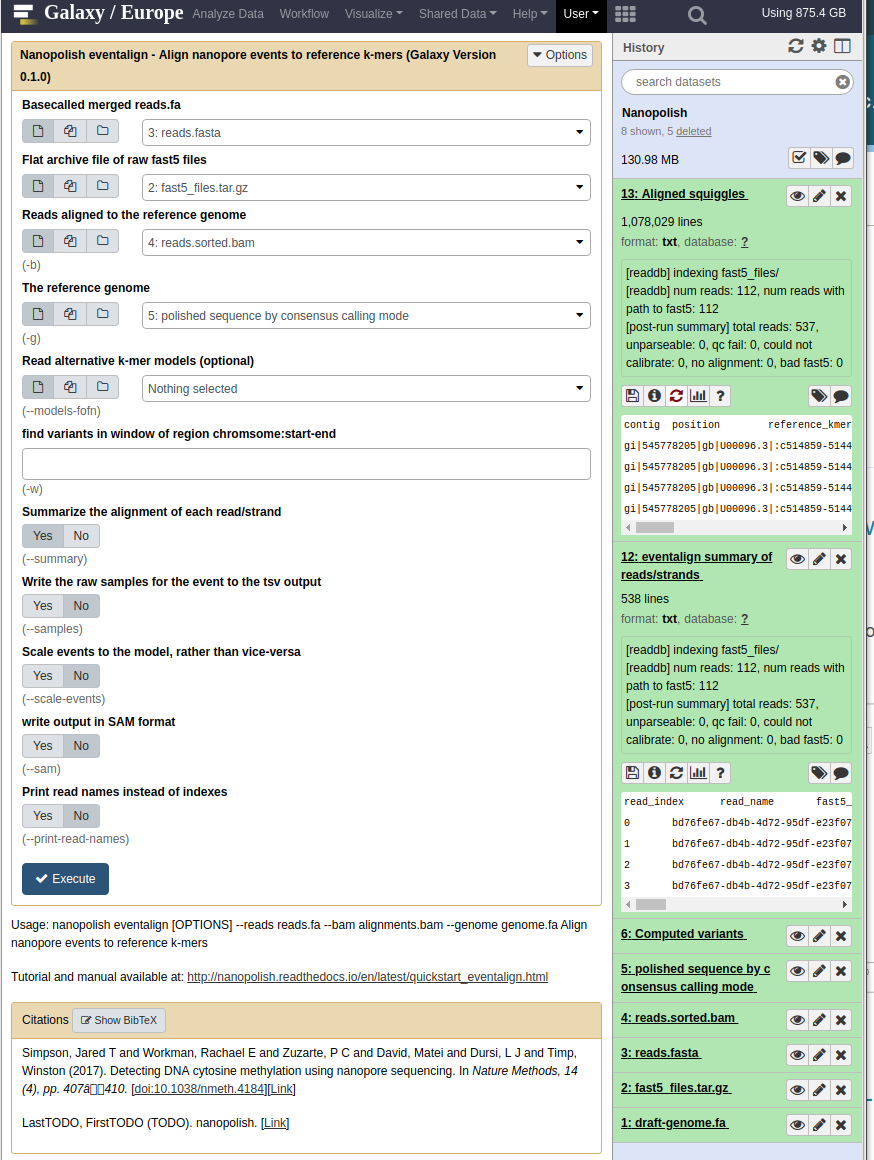 Galaxy / Europe Analyze Data Workflow Visualize Shared Data Help User Using 875.4 GB
Nanopolish eventalign - Align nanopore events to reference k-mers (Galaxy Version
0.1.0)
Options
Basecalled merged reads.fa
3: reads.fasta
Flat archive file of raw fast5 files
2: fast5_files.tar.gz
Reads aligned to the reference genome
4: reads.sorted.bam
(-b)
The reference genome
5: polished sequence by consensus calling mode
(-g)
Read alternative k-mer models (optional)
Nothing selected
(--models-fofn)
find variants in window of region chromsome:start-end
(-w)
Summarize the alignment of each read/strand
Yes No
(--summary)
Write the raw samples for the event to the tsv output
Yes No
(--samples)
Scale events to the model, rather than vice-versa
Yes No
(--scale-events)
write output in SAM format
Yes No
(--sam)
Print read names instead of indexes
Yes No
(--print-read-names)
Execute
Usage: nanopolish eventalign [OPTIONS] --reads reads.fa --bam alignments.bam --genome genome.fa Align
nanopore events to reference k-mers
Tutorial and manual available at: http://nanopolish.readthedocs.io/en/latest/quickstart_eventalign.html
Citations Show BibTeX
Simpson, Jared T and Workman, Rachael E and Zuzarte, P C and David, Matei and Dursi, L J and Timp,
Winston (2017). Detecting DNA cytosine methylation using nanopore sequencing. In Nature Methods, 14
(4), pp. 407â410. [doi:10.1038/nmeth.4184][Link]
LastTODO, FirstTODO (TODO). nanopolish. [Link]
History
search datasets
Nanopolish
8 shown, 5 deleted
130.98 MB
13: Aligned squiggles
1,078,029 lines
format: txt, database: ?
[readdb] indexing fast5_files/
[readdb] num reads: 112, num reads with
path to fast5: 112
[post-run summary] total reads: 537,
unparseable: 0, qc fail: 0, could not
calibrate: 0, no alignment: 0, bad fast5: 0
?
contig position reference_kmer
gi|545778205|gb|U00096.3|:c514859-5144
gi|545778205|gb|U00096.3|:c514859-5144
gi|545778205|gb|U00096.3|:c514859-5144
gi|545778205|gb|U00096.3|:c514859-5144
12: eventalign summary of
reads/strands
538 lines
format: txt, database: ?
[readdb] indexing fast5_files/
[readdb] num reads: 112, num reads with
path to fast5: 112
[post-run summary] total reads: 537,
unparseable: 0, qc fail: 0, could not
calibrate: 0, no alignment: 0, bad fast5: 0
?
read_index read_name fast5_
0 bd76fe67-db4b-4d72-95df-e23f07
1 bd76fe67-db4b-4d72-95df-e23f07
2 bd76fe67-db4b-4d72-95df-e23f07
3 bd76fe67-db4b-4d72-95df-e23f07
6: Computed variants
5: polished sequence by c
onsensus calling mode
4: reads.sorted.bam
3: reads.fasta
2: fast5_files.tar.gz
1: draft-genome.fa